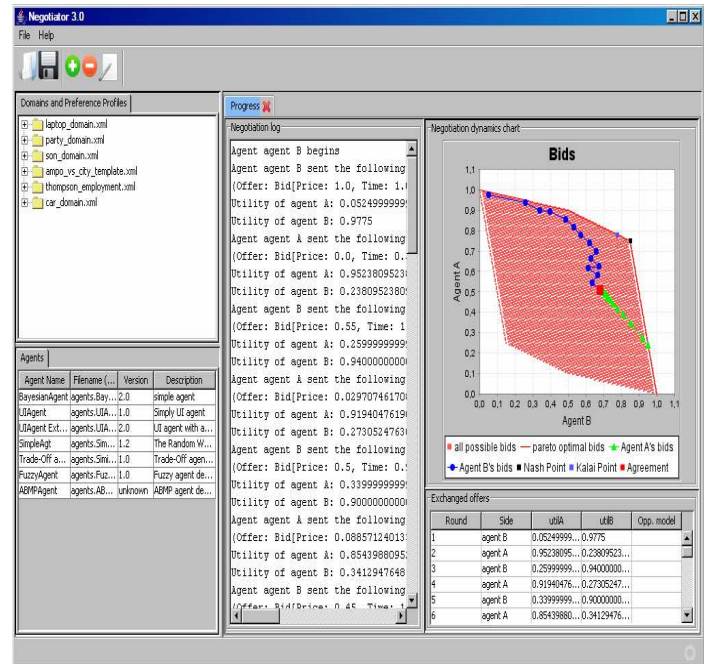 Negotiator 3.0
File Help
Domains and Preference Profiles
laptop_domain.xml
party_domain.xml
son_domain.xml
ampo_vs_city_template.xml
thompson_employment.xml
car_domain.xml
Agents
Agent Name Filename (... Version Description
BayesianAgent agents.Bay... 2.0 simple agent
UIAgent agents.UIA... 1.0 Simply UI agent
UIAgent Ext... agents.UIA... 2.0 UI agent with a...
SimpleAgt agents.Sim... 1.2 The Random W...
Trade-Off a... agents.Simi... 1.0 Trade-Off agen...
FuzzyAgent agents.Fuz... 1.0 Fuzzy agent de...
ABMPAgent agents.AB... unknown ABMP agent de...
Progress
Negotiation log
Agent agent B begins
Agent agent B sent the following
(Offer: Bid[Price: 1.0, Time: 1.
Utility of agent A: 0.0524999999
Utility of agent B: 0.9775
Agent agent A sent the following
(Offer: Bid[Price: 0.0, Time: 0.
Utility of agent A: 0.9523809523
Utility of agent B: 0.2380952380
Agent agent B sent the following
(Offer: Bid[Price: 0.55, Time: 1
Utility of agent A: 0.2599999999
Utility of agent B: 0.9400000000
Agent agent A sent the following
(Offer: Bid[Price: 0.02970746170
Utility of agent A: 0.9194047619
Utility of agent B: 0.2730524763
Agent agent B sent the following
(Offer: Bid[Price: 0.5, Time: 0.
Utility of agent A: 0.3399999999
Utility of agent B: 0.9000000000
Agent agent A sent the following
(Offer: Bid[Price: 0.0885712401
Utility of agent A: 0.8543988095
Utility of agent B: 0.3412947648
Agent agent B sent the following
(Offer: Bid[Price: 0.45, Time: 1
Negotiation dynamics chart
Bids
1,1
1,0
0,9
0,8
0,7
0,6
0,5
0,4
0,3
0,2
0,1
0,0
Agent A
0,0 0,1 0,2 0,3 0,4 0,5 0,6 0,7 0,8 0,9 1,0 1,1
Agent B
all possible bids pareto optimal bids Agent A's bids
Agent B's bids Nash Point Kalai Point Agreement
Exchanged offers
Round Side utilA utilB Opp. model
1 agent B 0.05249999... 0.9775
2 agent A 0.95238095... 0.23809523...
3 agent B 0.25999999... 0.94000000...
4 agent A 0.91940476... 0.27305247...
5 agent B 0.33999999... 0.90000000...
6 agent A 0.85439880... 0.34129476...